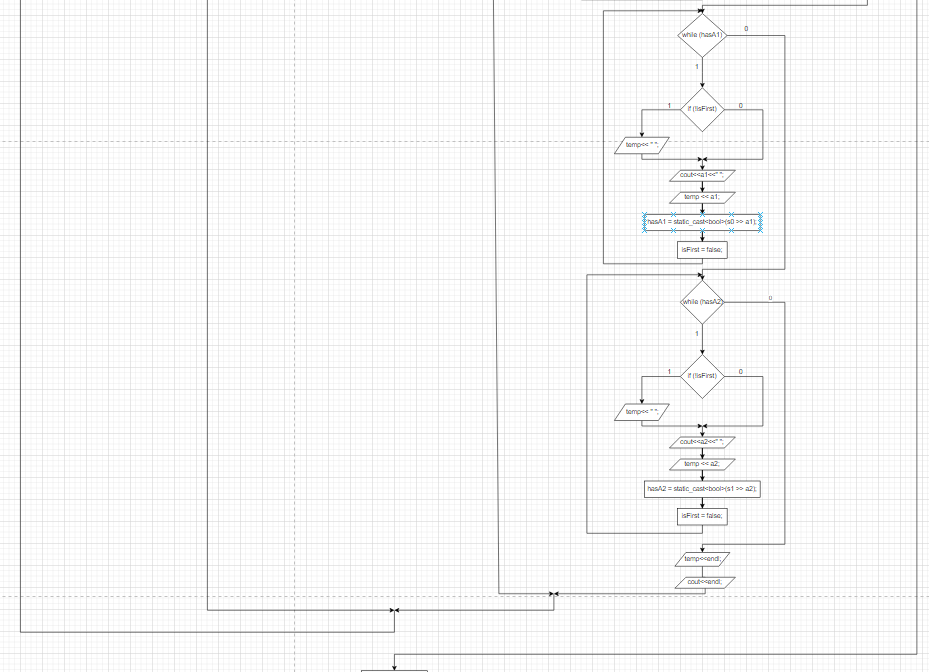 while (hasA1)
0
1
if (!isFirst)
1
0
temp<< " ";
cout<<a1<<" ";
temp << a1;
hasA1 = static_cast<bool>(s0 >> a1);
isFirst = false;
while (hasA2)
0
1
if (!isFirst)
1
0
temp<< " ";
cout<<a2<<" ";
temp << a2;
hasA2 = static_cast<bool>(s1 >> a2);
isFirst = false;
temp<<endl;
cout<<endl;